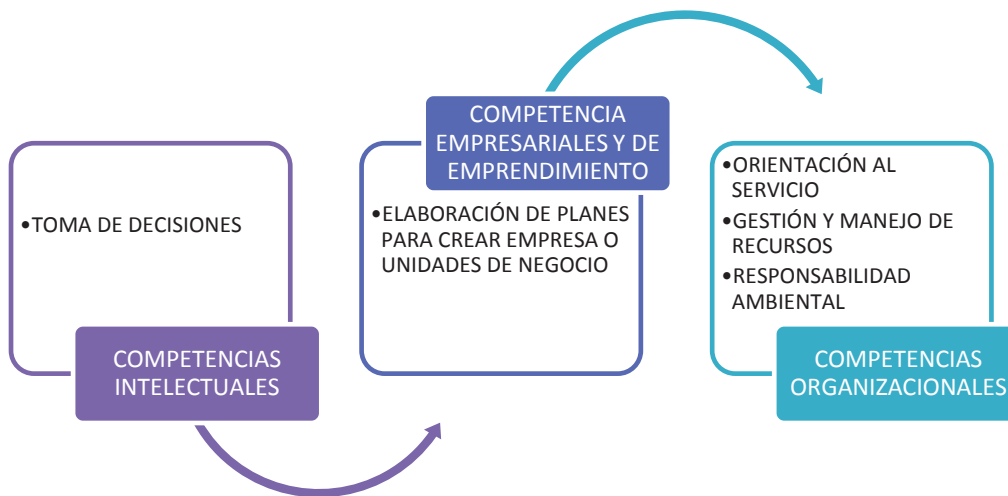 •TOMA DE DECISIONES
COMPETENCIAS
INTELECTUALES
COMPETENCIA
EMPRESARIALES Y DE
EMPRENDIMIENTO
•ELABORACIÓN DE PLANES
PARA CREAR EMPRESA O
UNIDADES DE NEGOCIO
•ORIENTACIÓN AL
SERVICIO
•GESTIÓN Y MANEJO DE
RECURSOS
•RESPONSABILIDAD
AMBIENTAL
COMPETENCIAS
ORGANIZACIONALES